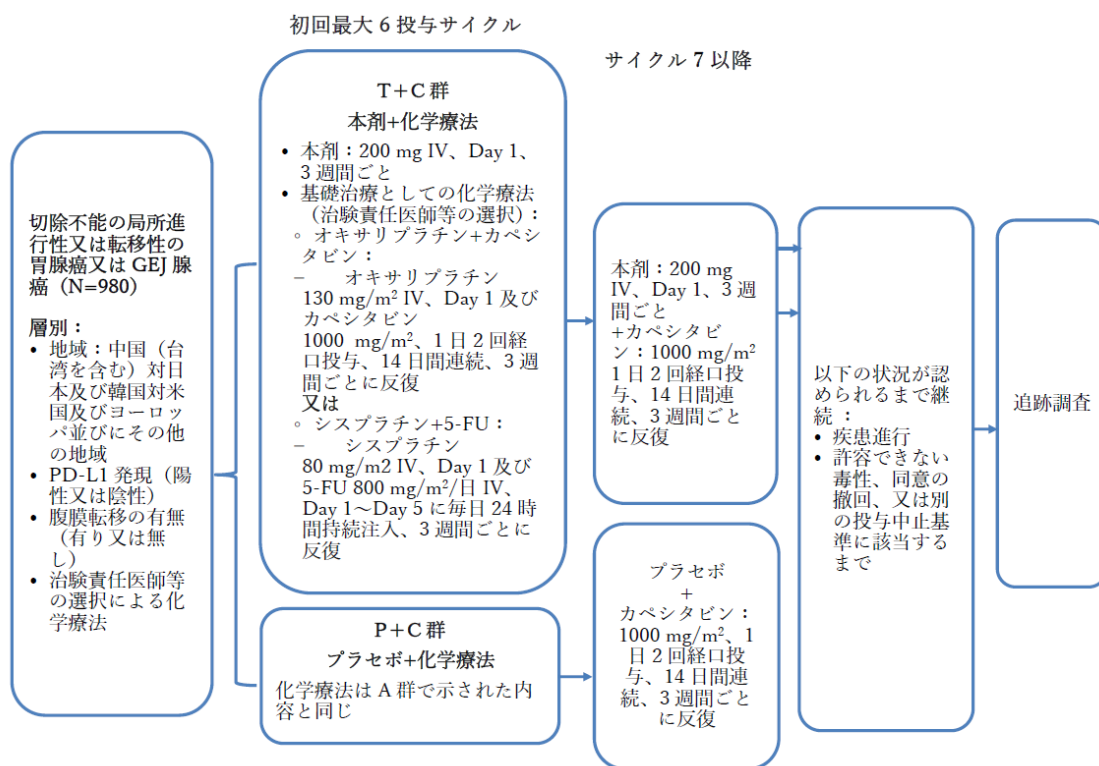 初回最大 6 投与サイクル
サイクル 7 以降
切除不能の局所進
行性又は転移性の
胃腺癌又は GEJ 腺
癌（N=980）
層別：
• 地域：中国（台
湾を含む）対日
本及び韓国対米
国及びヨーロッ
パ並びにその他
の地域
• PD-L1 発現（陽
性又は陰性）
• 腹膜転移の有無
（有り又は無
し）
• 治験責任医師等
の選択による化
学療法
T+C 群
本剤+化学療法
• 本剤：200 mg IV、Day 1、
3 週間ごと
• 基礎治療としての化学療法
（治験責任医師等の選択）：
◦ オキサリプラチン+カペシ
タビン：
− オキサリプラチン
130 mg/m² IV、Day 1 及び
カペシタビン
1000 mg/m²、1 日 2 回経
口投与、14 日間連続、3 週
間ごとに反復
又は
◦ シスプラチン+5-FU：
− シスプラチン
80 mg/m2 IV、Day 1 及び
5-FU 800 mg/m²/日 IV、
Day 1～Day 5 に毎日 24 時
間持続注入、3 週間ごとに
反復
P+C 群
プラセボ+化学療法
化学療法は A 群で示された内
容と同じ
本剤：200 mg
IV、Day 1、3 週
間ごと
+カペシタビ
ン：1000 mg/m²
1 日 2 回経口投
与、14 日間連
続、3 週間ごと
に反復
プラセボ
+
カペシタビン：
1000 mg/m²、1
日 2 回経口投
与、14 日間連
続、3 週間ごと
に反復
以下の状況が認
められるまで継
続：
• 疾患進行
• 許容できない
毒性、同意の
撤回、又は別
の投与中止基
準に該当する
まで
追跡調査